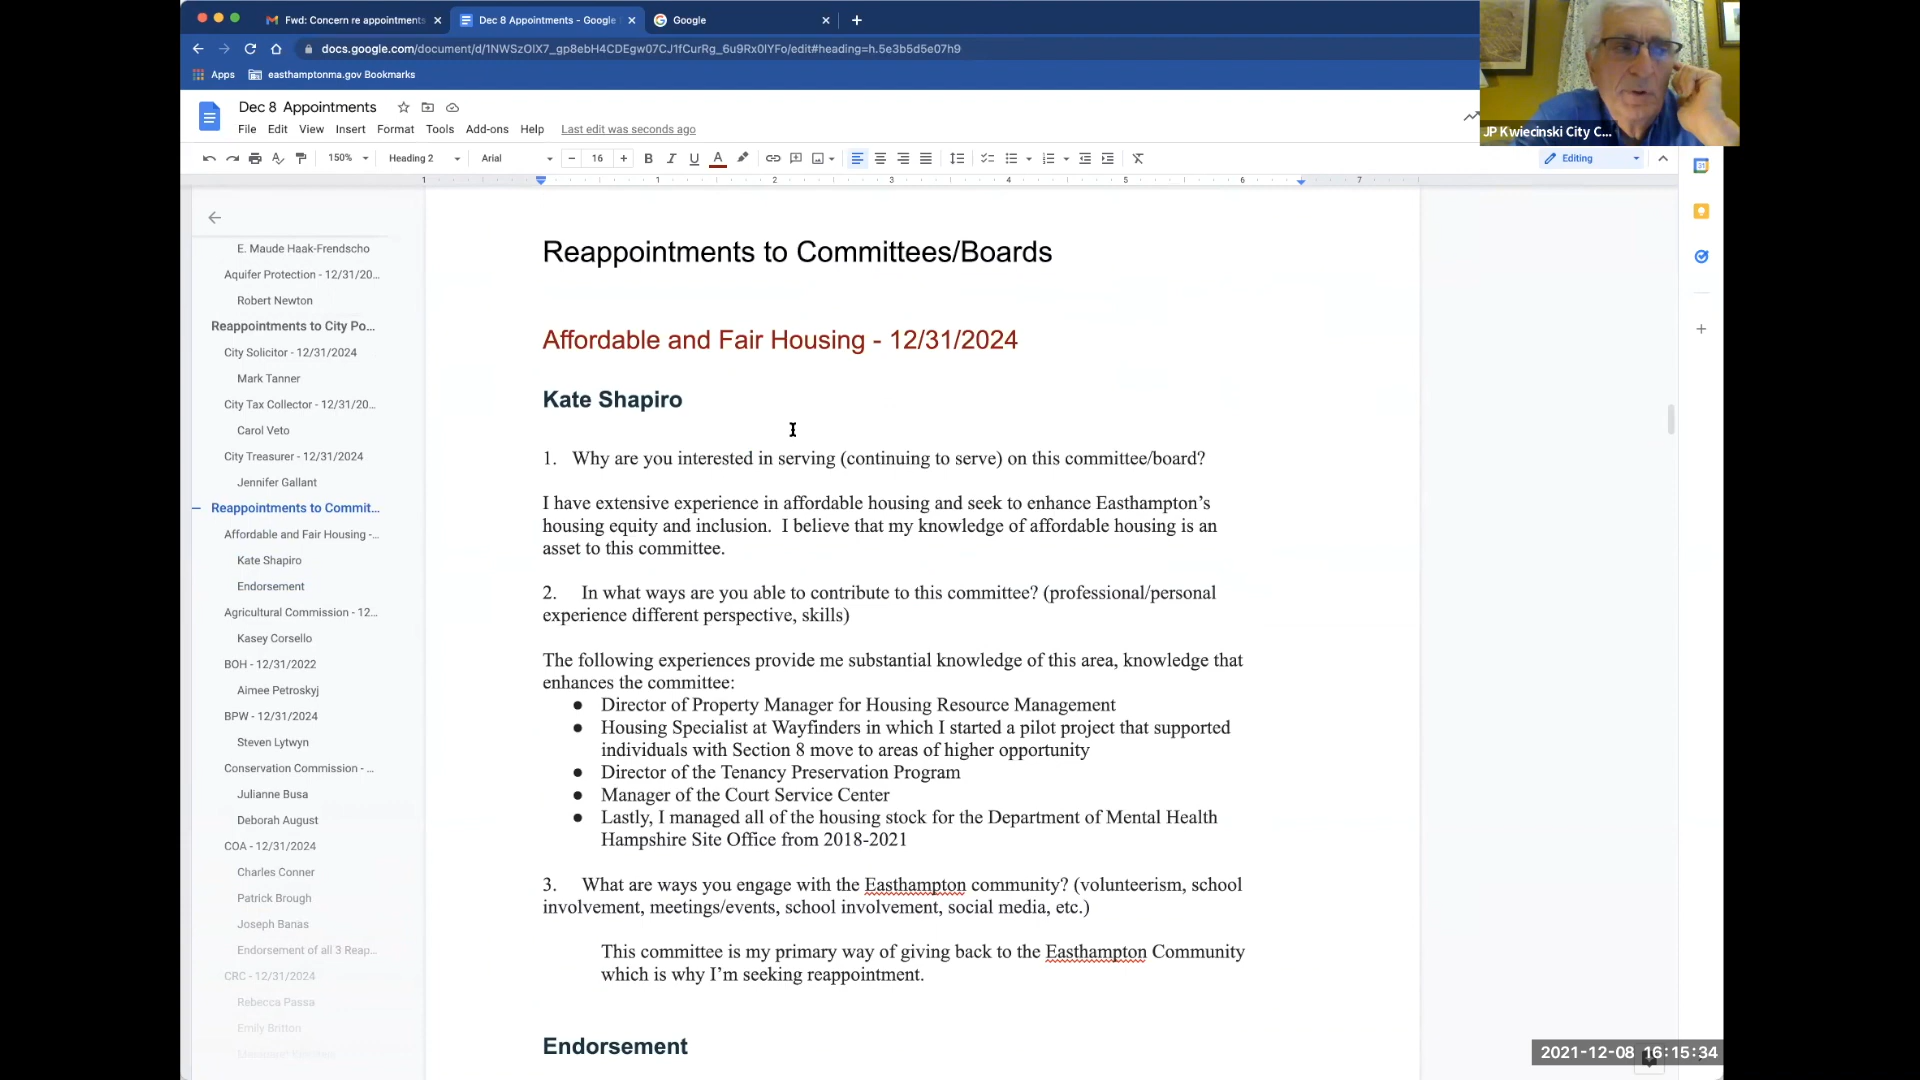 Fwd: Concern re appointments
Dec 8 Appointments - Google
Google
docs.google.com/document/d/1NWSzOIX7_gp8ebH4CDEgw07CJ1fCurRg_6u9Rx0IYFo/edit#heading=h.5e3b5d5e07h9
Apps
easthamptonma.gov Bookmarks
Dec 8 Appointments
File Edit View Insert Format Tools Add-ons Help Last edit was seconds ago
JP Kwiecinski City C...
150% Heading 2 Arial 16 Editing
1 1 2 3 4 5 6 7
E. Maude Haak-Frendscho
Aquifer Protection - 12/31/20...
Robert Newton
Reappointments to City Po...
City Solicitor - 12/31/2024
Mark Tanner
City Tax Collector - 12/31/20...
Carol Veto
City Treasurer - 12/31/2024
Jennifer Gallant
Reappointments to Commit...
Affordable and Fair Housing -...
Kate Shapiro
Endorsement
Agricultural Commission - 12...
Kasey Corsello
BOH - 12/31/2022
Aimee Petroskyj
BPW - 12/31/2024
Steven Lytwyn
Conservation Commission - ...
Julianne Busa
Deborah August
COA - 12/31/2024
Charles Conner
Patrick Brough
Joseph Banas
Endorsement of all 3 Reap...
CRC - 12/31/2024
Rebecca Passa
Emily Britton
Reappointments to Committees/Boards
Affordable and Fair Housing - 12/31/2024
Kate Shapiro
1. Why are you interested in serving (continuing to serve) on this committee/board?
I have extensive experience in affordable housing and seek to enhance Easthampton’s
housing equity and inclusion. I believe that my knowledge of affordable housing is an
asset to this committee.
2. In what ways are you able to contribute to this committee? (professional/personal
experience different perspective, skills)
The following experiences provide me substantial knowledge of this area, knowledge that
enhances the committee:
● Director of Property Manager for Housing Resource Management
● Housing Specialist at Wayfinders in which I started a pilot project that supported
individuals with Section 8 move to areas of higher opportunity
● Director of the Tenancy Preservation Program
● Manager of the Court Service Center
● Lastly, I managed all of the housing stock for the Department of Mental Health
Hampshire Site Office from 2018-2021
3. What are ways you engage with the Easthampton community? (volunteerism, school
involvement, meetings/events, school involvement, social media, etc.)
This committee is my primary way of giving back to the Easthampton Community
which is why I’m seeking reappointment.
Endorsement
2021-12-08 16:15:34